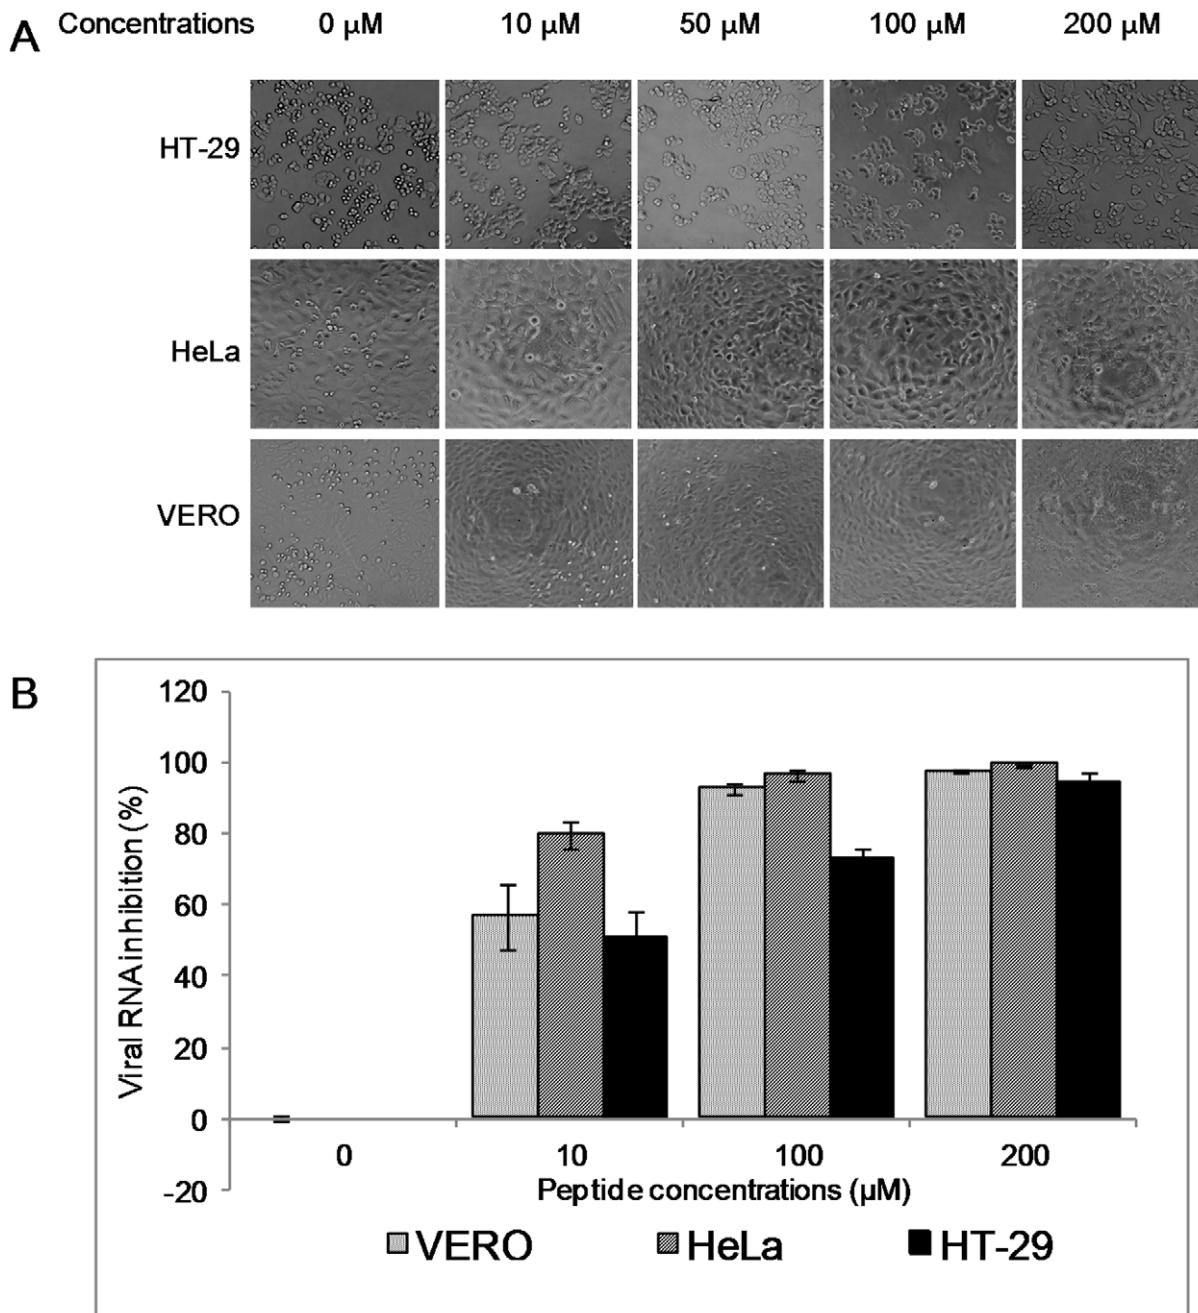 A Concentrations 0 µM 10 µM 50 µM 100 µM 200 µM
HT-29
HeLa
VERO
B
120
100
80
60
40
20
0
-20
Viral RNA inhibition (%)
0 10 100 200
Peptide concentrations (µM)
VERO HeLa HT-29